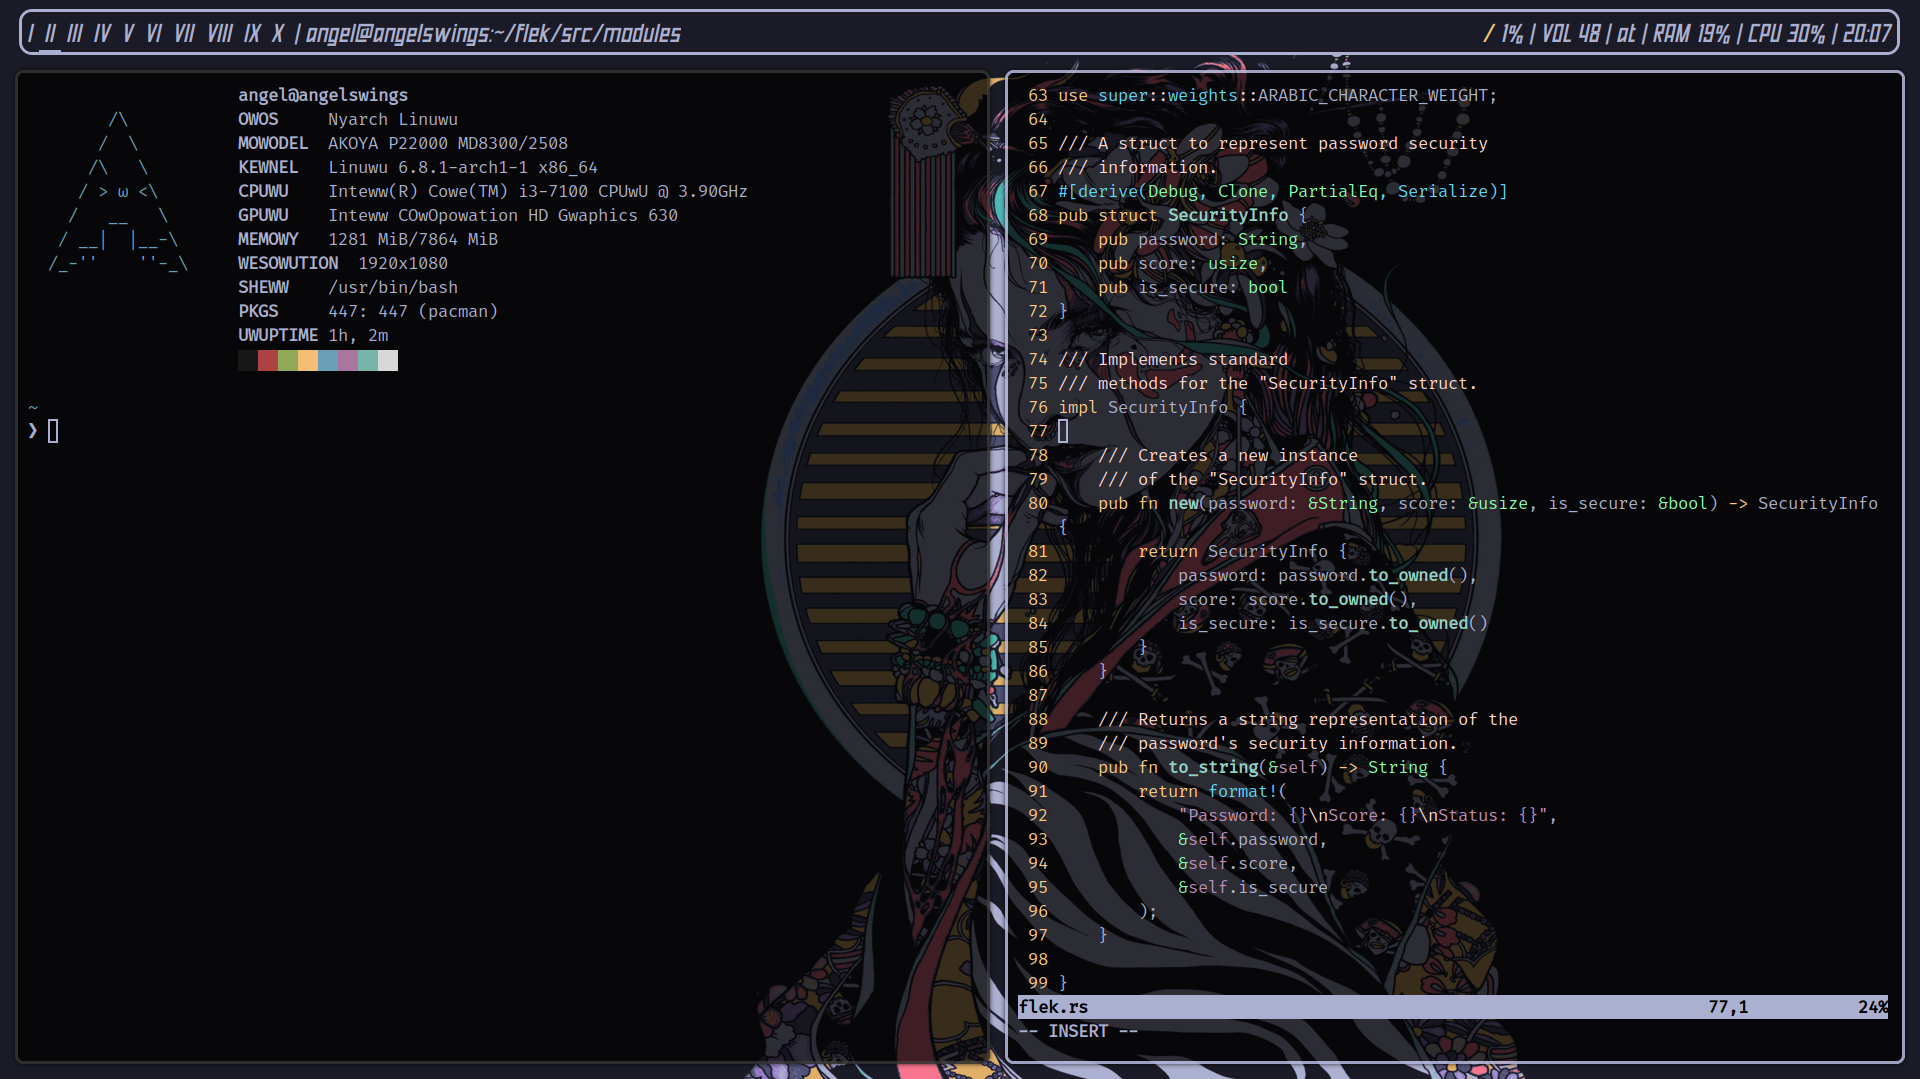 I II III IV V VI VII VIII IX X | angel@angelswings:~/flek/src/modules
/ 1% | VOL 48 | at | RAM 19% | CPU 30% | 20:07
angel@angelswings
OWOS Nyarch Linuwu
MOWODEL AKOYA P22000 MD8300/2508
KEWNEL Linuwu 6.8.1-arch1-1 x86_64
CPUWU Inteww(R) Cowe(TM) i3-7100 CPUwU @ 3.90GHz
GPUWU Inteww COwOpowation HD Gwaphics 630
MEMOWY 1281 MiB/7864 MiB
WESOWUTION 1920x1080
SHEWW /usr/bin/bash
PKGS 447: 447 (pacman)
UWUPTIME 1h, 2m
/\
/ \
/\ \
/ > ω <\
/ __ \
/ __| |__-\
/_-'' ''-_\
~
❯
63 use super::weights::ARABIC_CHARACTER_WEIGHT;
64
65 /// A struct to represent password security
66 /// information.
67 #[derive(Debug, Clone, PartialEq, Serialize)]
68 pub struct SecurityInfo {
69     pub password: String,
70     pub score: usize,
71     pub is_secure: bool
72 }
73
74 /// Implements standard
75 /// methods for the "SecurityInfo" struct.
76 impl SecurityInfo {
77
78     /// Creates a new instance
79     /// of the "SecurityInfo" struct.
80     pub fn new(password: &String, score: &usize, is_secure: &bool) -> SecurityInfo
{
81         return SecurityInfo {
82             password: password.to_owned(),
83             score: score.to_owned(),
84             is_secure: is_secure.to_owned()
85         }
86     }
87
88     /// Returns a string representation of the
89     /// password's security information.
90     pub fn to_string(&self) -> String {
91         return format!(
92             "Password: {}\nScore: {}\nStatus: {}",
93             &self.password,
94             &self.score,
95             &self.is_secure
96         );
97     }
98
99 }
flek.rs 77,1 24%
-- INSERT --